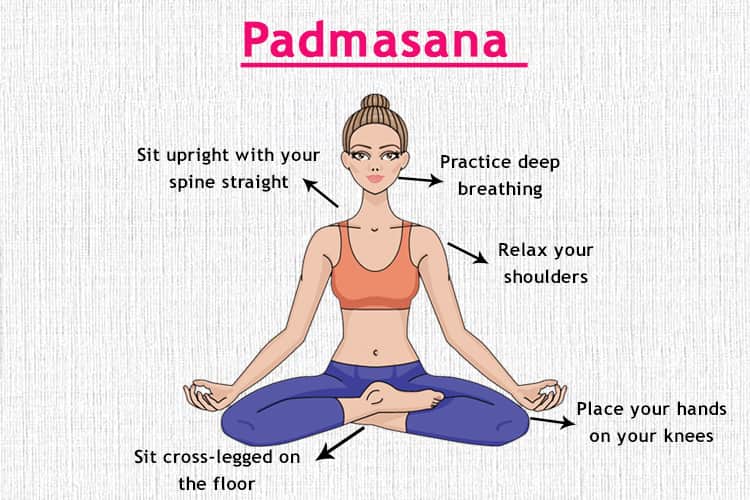 Padmasana
Sit upright with your
spine straight
Practice deep
breathing
Relax your
shoulders
Place your hands
on your knees
Sit cross-legged on
the floor